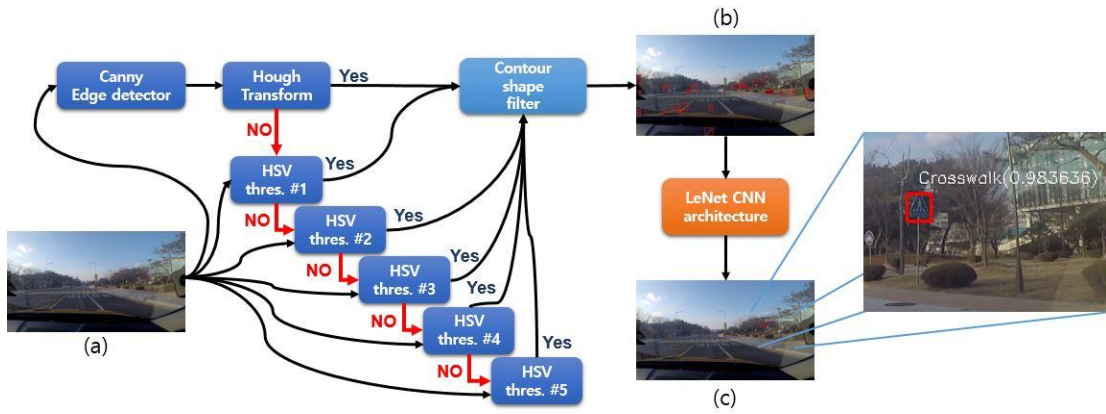 (b)
Canny
Edge detector
Hough
Transform
Yes
Contour
shape
filter
NO
HSV
thres. #1
Yes
NO
HSV
thres. #2
Yes
NO
HSV
thres. #3
Yes
NO
HSV
thres. #4
Yes
NO
HSV
thres. #5
Yes
(a)
LeNet CNN
architecture
Crosswalk(0.983636)
(c)